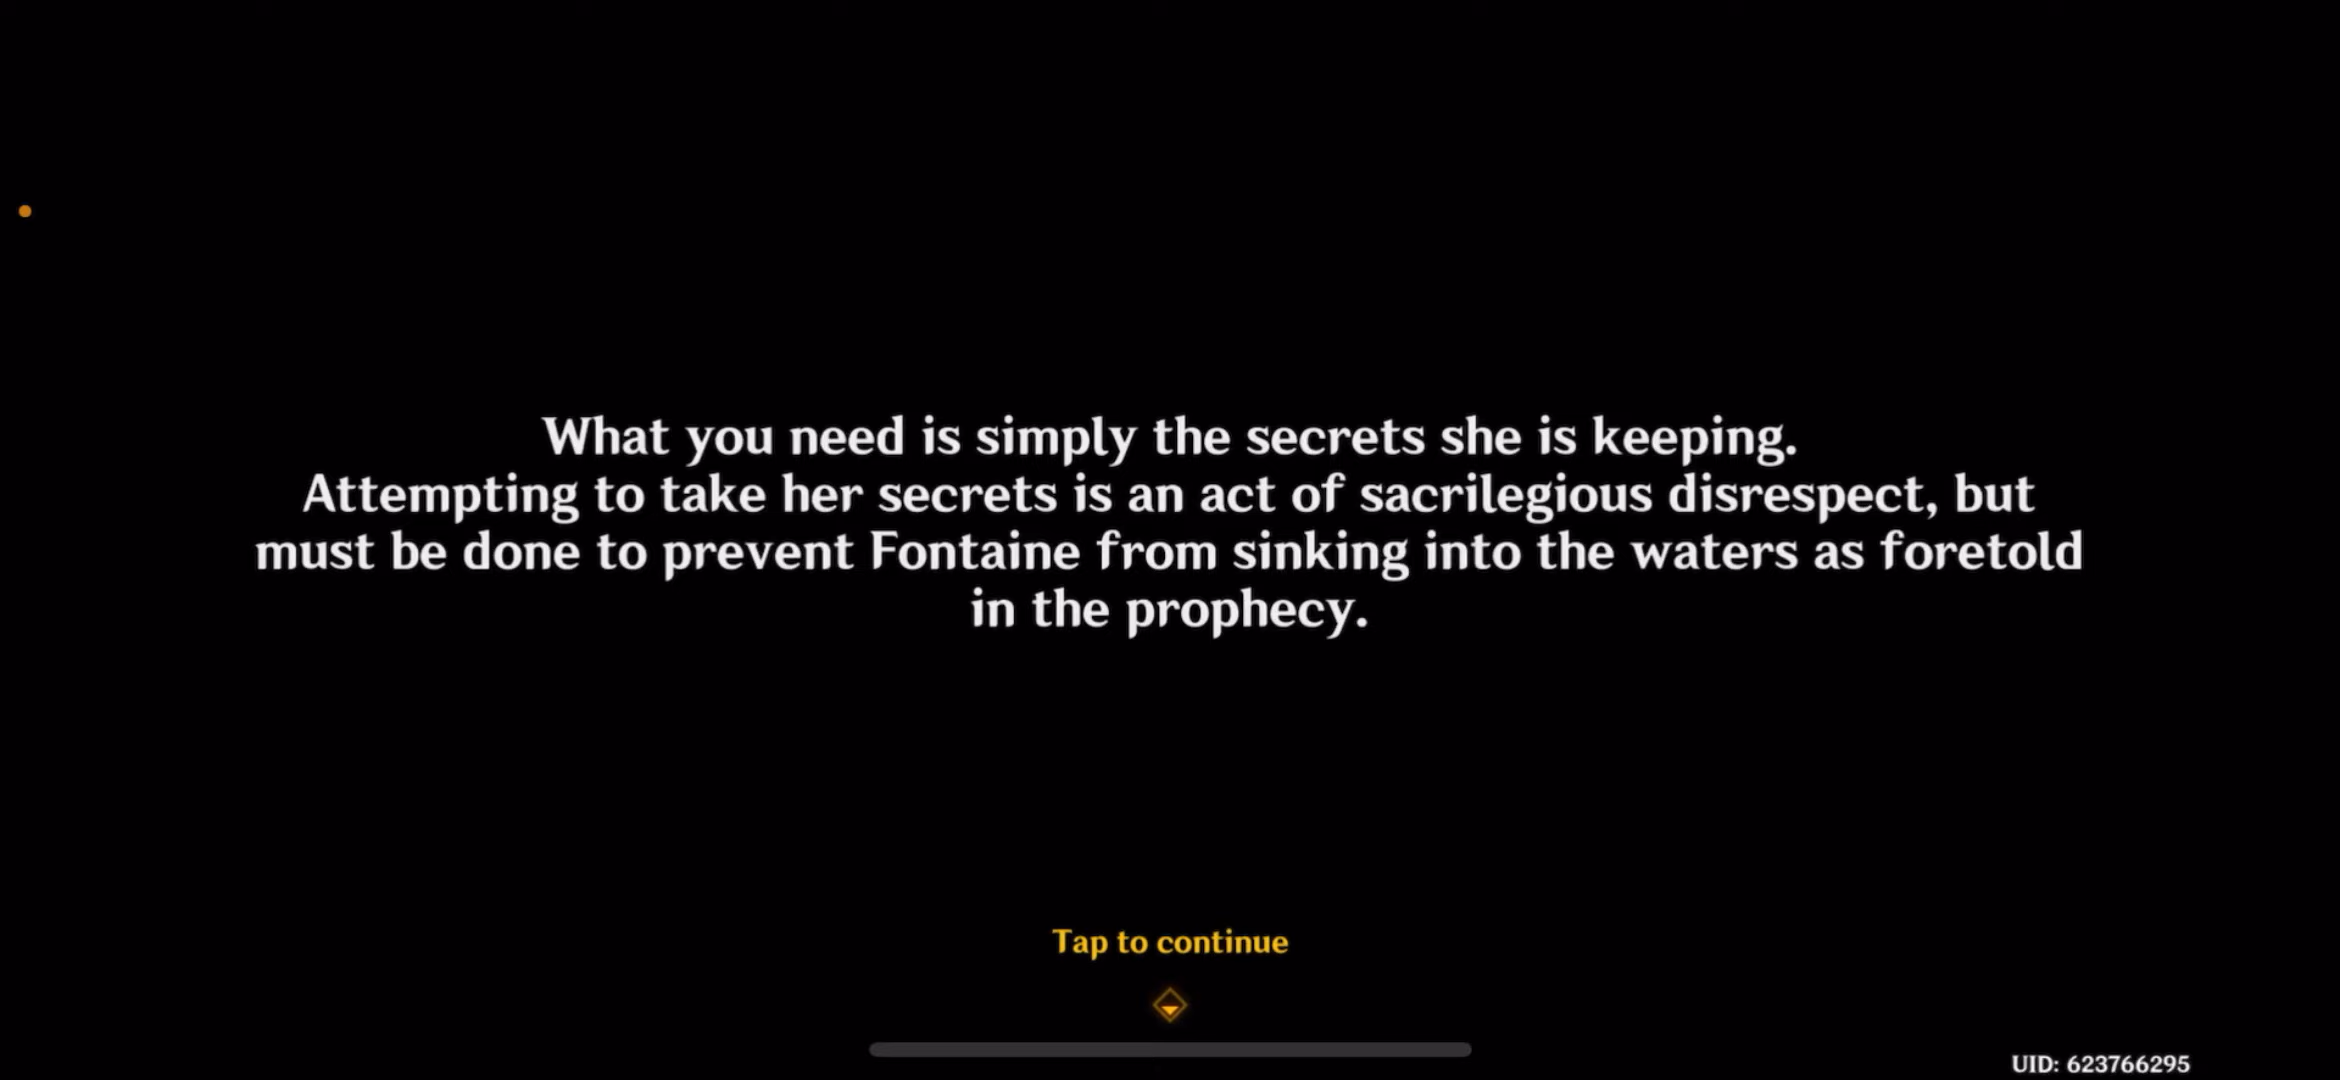 What you need is simply the secrets she is keeping.
Attempting to take her secrets is an act of sacrilegious disrespect, but
must be done to prevent Fontaine from sinking into the waters as foretold
in the prophecy.
Tap to continue
UID: 623766295